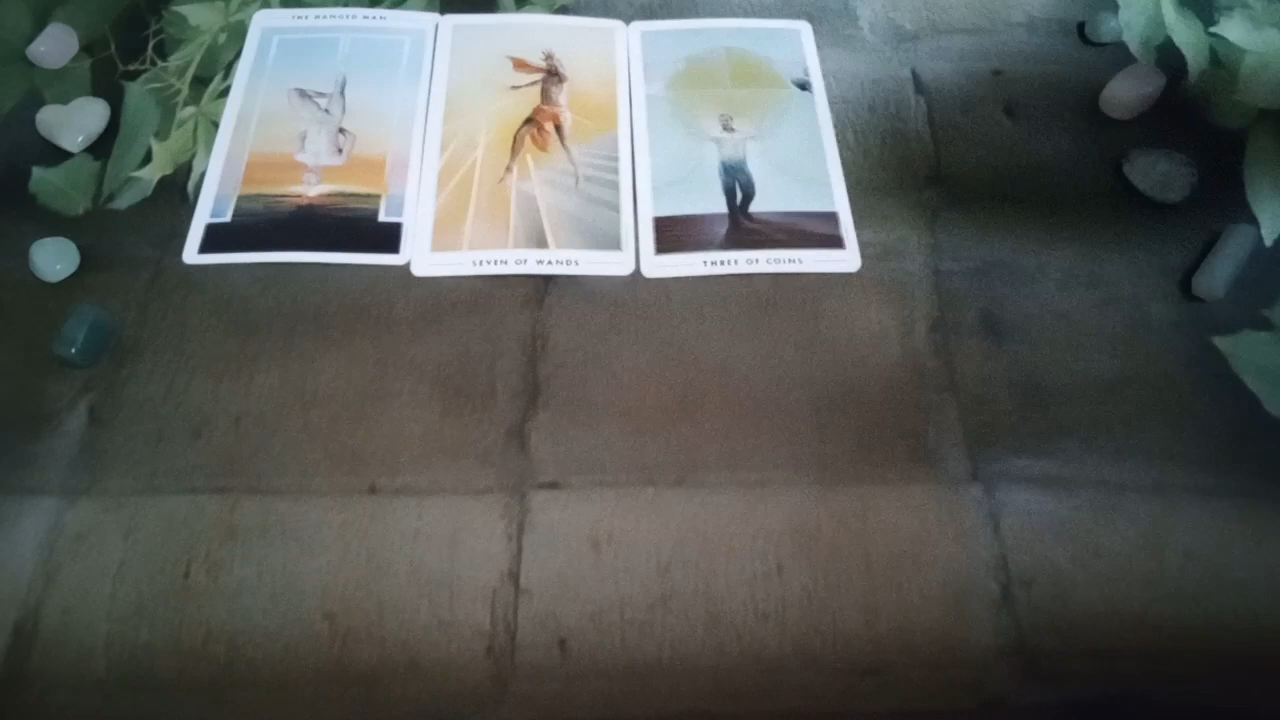 THE HANGED MAN
SEVEN OF WANDS
THREE OF COINS